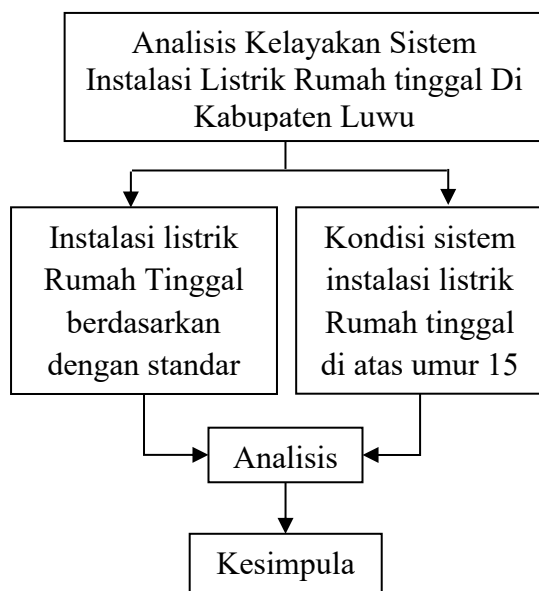 Analisis Kelayakan Sistem
Instalasi Listrik Rumah tinggal Di
Kabupaten Luwu
Instalasi listrik
Rumah Tinggal
berdasarkan
dengan standar
Kondisi sistem
instalasi listrik
Rumah tinggal
di atas umur 15
Analisis
Kesimpula